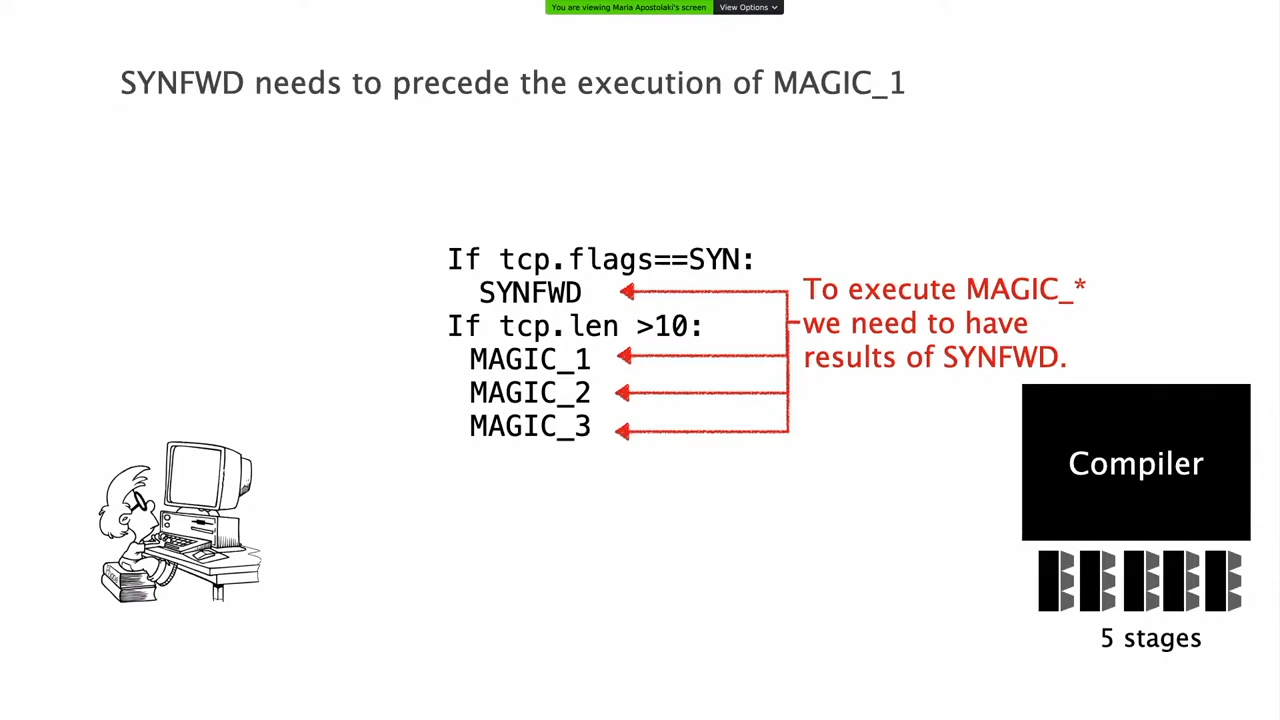 You are viewing Maria Apostolaki's screen
View Options
SYNFWD needs to precede the execution of MAGIC_1
If tcp.flags==SYN:
SYNFWD
If tcp.len >10:
MAGIC_1
MAGIC_2
MAGIC_3
To execute MAGIC_*
we need to have
results of SYNFWD.
Compiler
5 stages